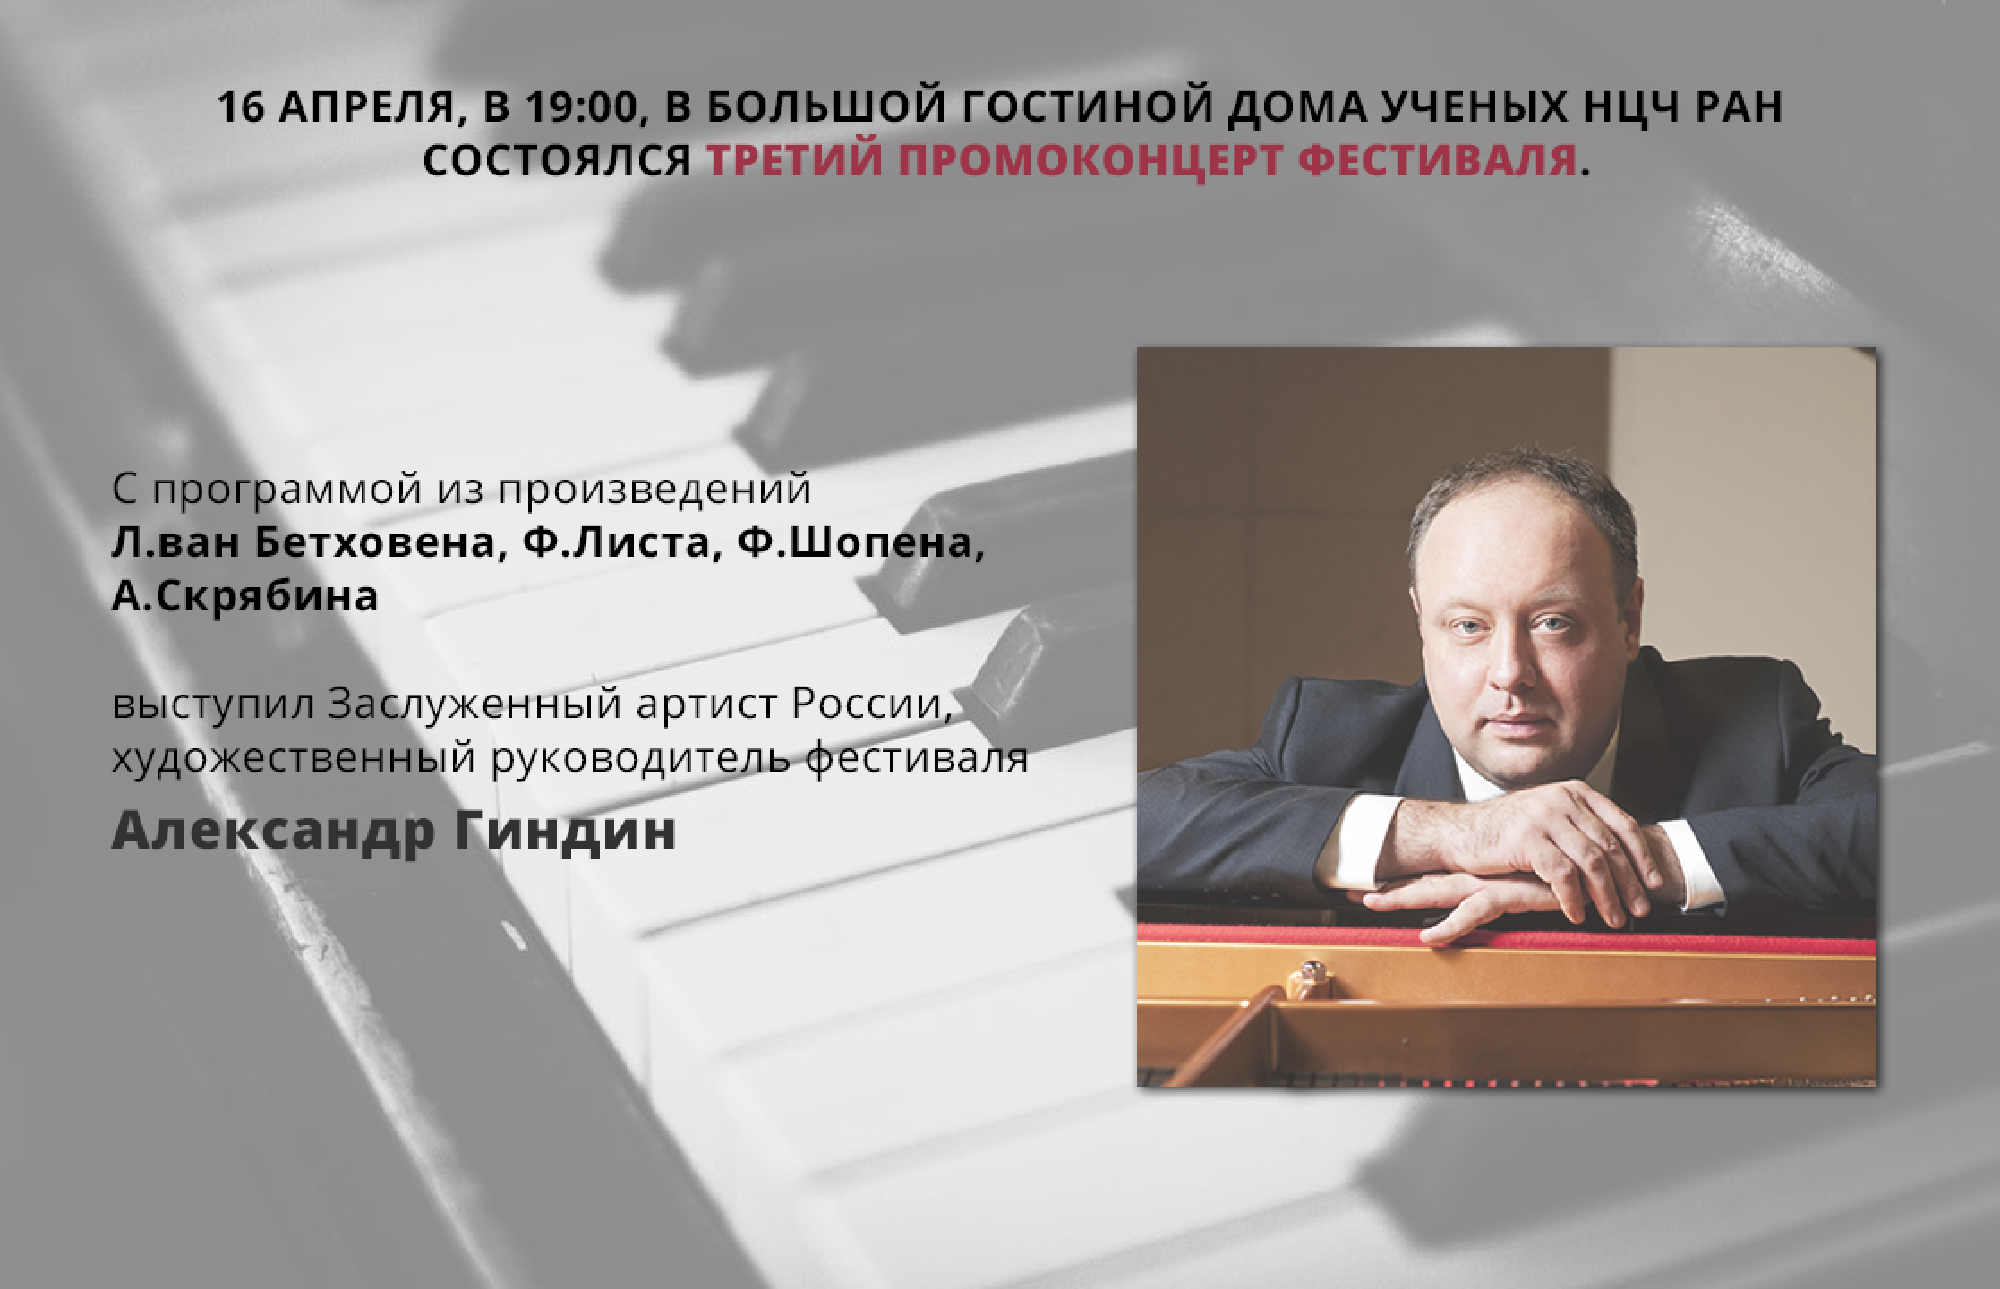 16 АПРЕЛЯ, В 19:00, В БОЛЬШОЙ ГОСТИНОЙ ДОМА УЧЕНЫХ НЦЧ РАН
СОСТОЯЛСЯ ТРЕТИЙ ПРОМОКОНЦЕРТ ФЕСТИВАЛЯ.
С программой из произведений
Л.ван Бетховена, Ф.Листа, Ф.Шопена,
А.Скрябина
выступил Заслуженный артист России,
художественный руководитель фестиваля
Александр Гиндин